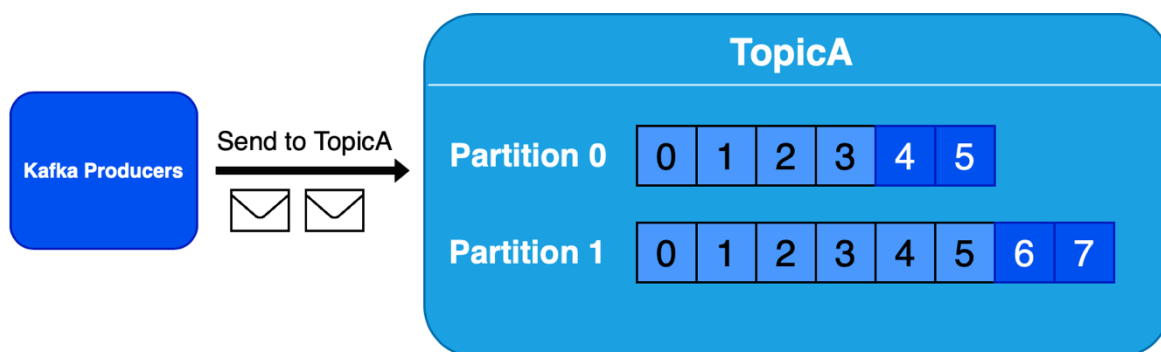 TopicA
Kafka Producers
Send to TopicA
Partition 0 0 1 2 3 4 5
Partition 1 0 1 2 3 4 5 6 7